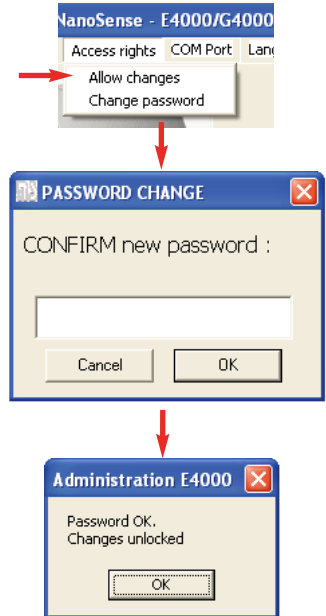 NanoSense - E4000/G4000
Access rights COM Port Lang
Allow changes
Change password
PASSWORD CHANGE
CONFIRM new password :
Cancel OK
Administration E4000
Password OK.
Changes unlocked
OK